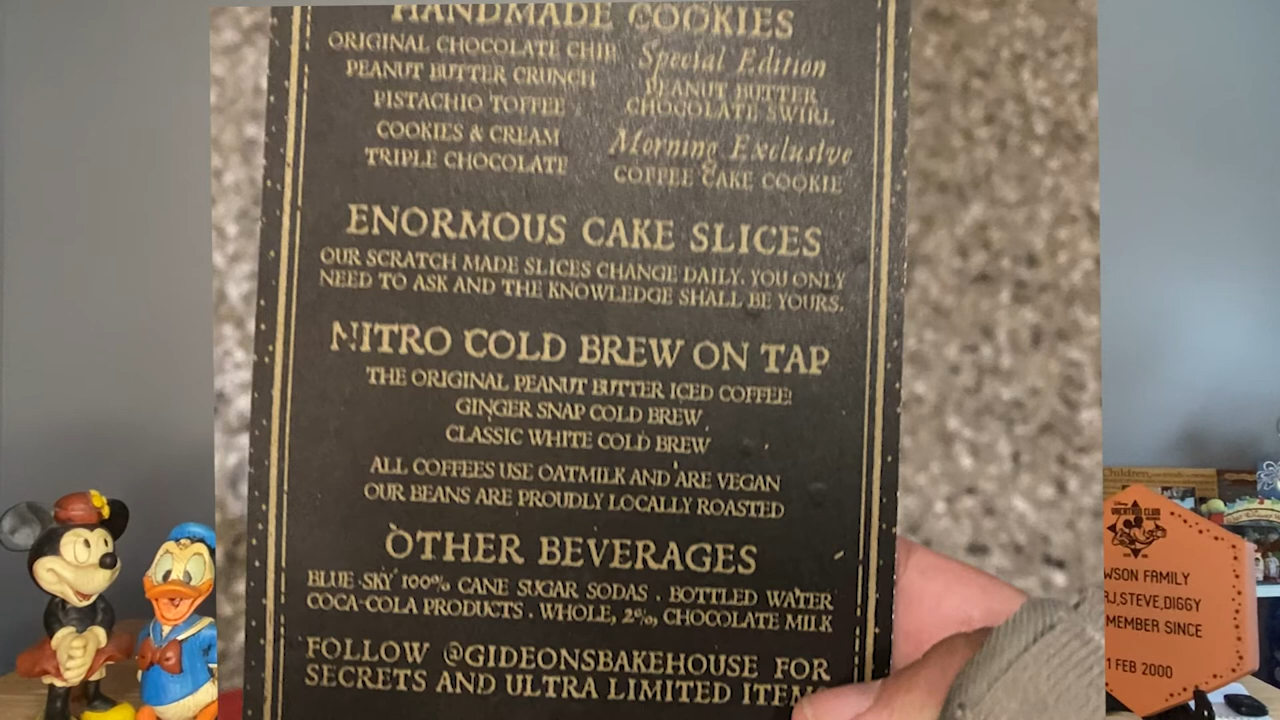 HANDMADE COOKIES
ORIGINAL CHOCOLATE CHIP
PEANUT BUTTER CRUNCH
PISTACHIO TOFFEE
COOKIES & CREAM
TRIPLE CHOCOLATE
Special Edition
PEANUT BUTTER
CHOCOLATE SWIRL
Morning Exclusive
COFFEE CAKE COOKIE
ENORMOUS CAKE SLICES
OUR SCRATCH MADE SLICES CHANGE DAILY. YOU ONLY
NEED TO ASK AND THE KNOWLEDGE SHALL BE YOURS.
NITRO COLD BREW ON TAP
THE ORIGINAL PEANUT BUTTER ICED COFFEE!
GINGER SNAP COLD BREW
CLASSIC WHITE COLD BREW
ALL COFFEES USE OATMILK AND ARE VEGAN
OUR BEANS ARE PROUDLY LOCALLY ROASTED
OTHER BEVERAGES
BLUE SKY 100% CANE SUGAR SODAS . BOTTLED WATER
COCA-COLA PRODUCTS . WHOLE, 2%, CHOCOLATE MILK
FOLLOW @GIDEONSBAKEHOUSE FOR
SECRETS AND ULTRA LIMITED ITEMS
Children
Disney
VACATION CLUB
WSON FAMILY
RJ,STEVE,DIGGY
MEMBER SINCE
1 FEB 2000